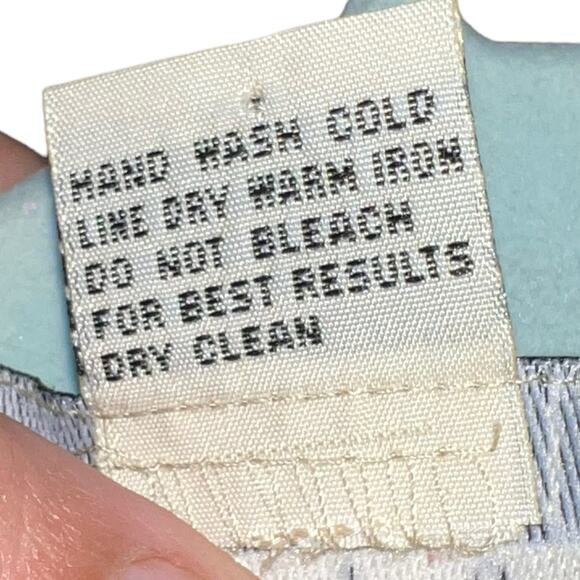 HAND WASH COLD
LINE DRY WARM IRON
DO NOT BLEACH
FOR BEST RESULTS
DRY CLEAN